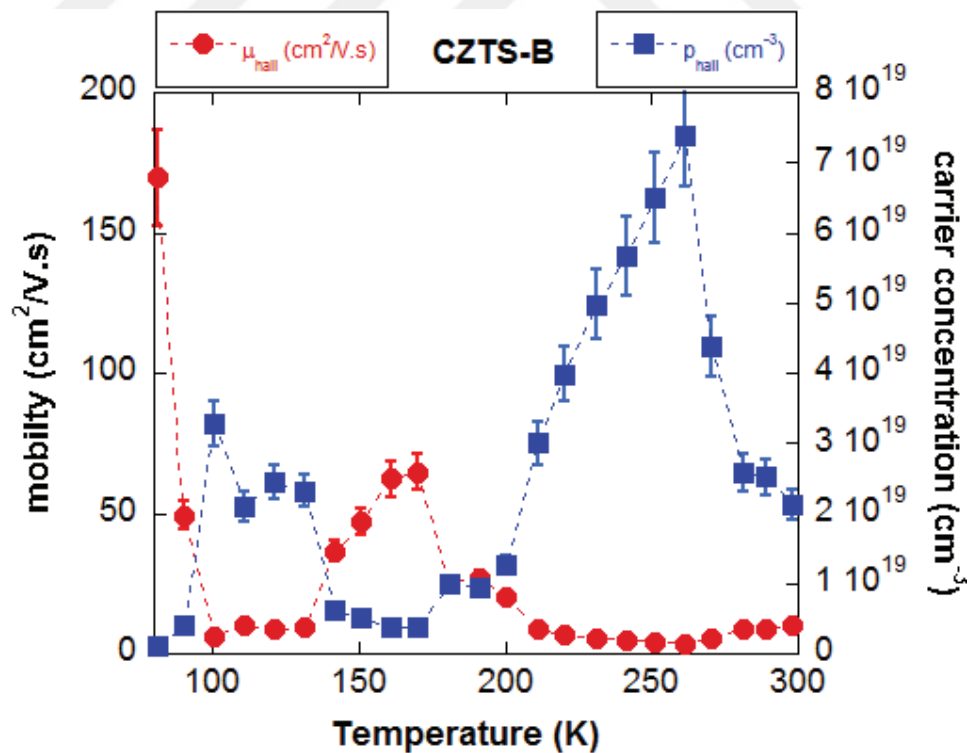 μhall (cm²/V.s)
CZTS-B
phall (cm⁻³)
200
150
100
50
0
mobilty (cm²/V.s)
8 10¹⁹
7 10¹⁹
6 10¹⁹
5 10¹⁹
4 10¹⁹
3 10¹⁹
2 10¹⁹
1 10¹⁹
0
carrier concentration (cm⁻³)
100 150 200 250 300
Temperature (K)